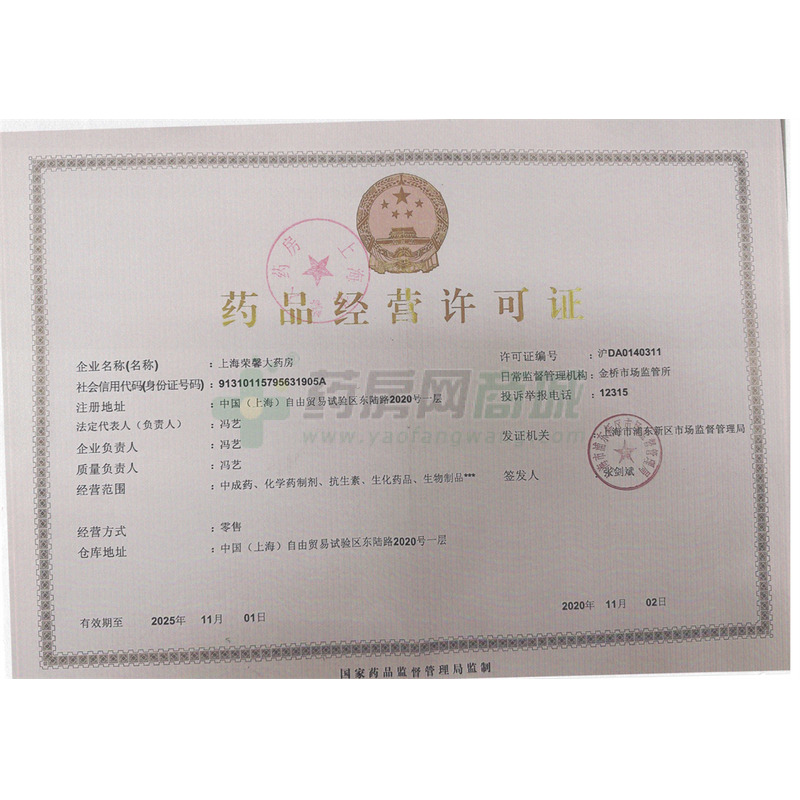 药房 上海
药品经营许可证
企业名称(名称) : 上海荣馨大药房
许可证编号 : 沪DA0140311
社会信用代码(身份证号码) : 91310115795631905A
日常监督管理机构 : 金桥市场监管所
注册地址 : 中国（上海）自由贸易试验区东陆路2020号一层
投诉举报电话 : 12315
法定代表人（负责人） : 冯艺
企业负责人 : 冯艺
发证机关 : 上海市浦东新区市场监督管理局
质量负责人 : 冯艺
签发人 : 张剑斌
经营范围 : 中成药、化学药制剂、抗生素、生化药品、生物制品***
经营方式 : 零售
仓库地址 : 中国（上海）自由贸易试验区东陆路2020号一层
有效期至 2025年 11月 01日
2020年 11月 02日
国家药品监督管理局监制
药房网商城
www.yaofangwang.com